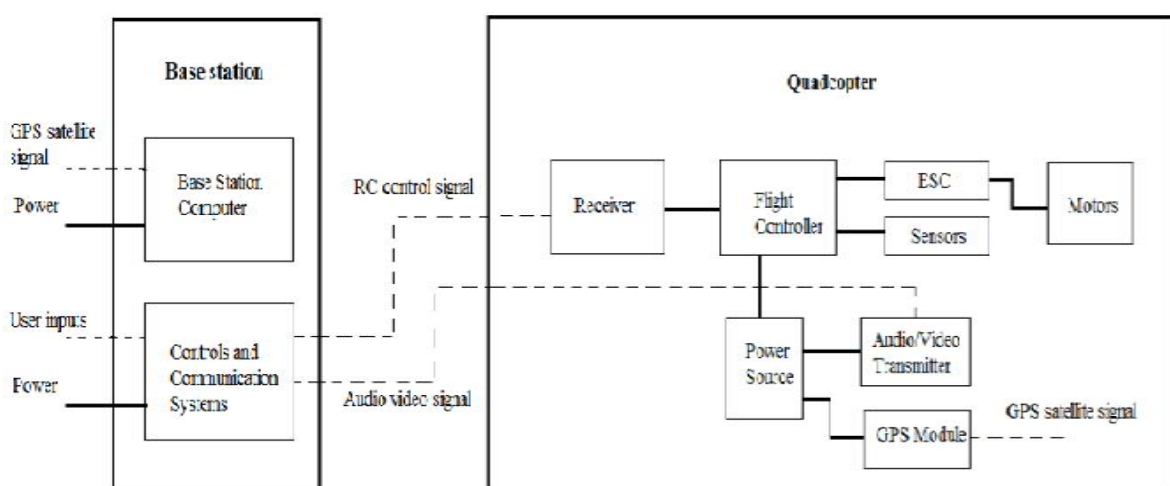 Base station
GPS satellite
signal
Power
Base Station
Computer
User inputs
Power
Controls and
Communication
Systems
RC control signal
Audio video signal
Quadcopter
Receiver
Flight
Controller
ESC
Sensors
Motors
Power
Source
Audio/Video
Transmitter
GPS Module
GPS satellite signal